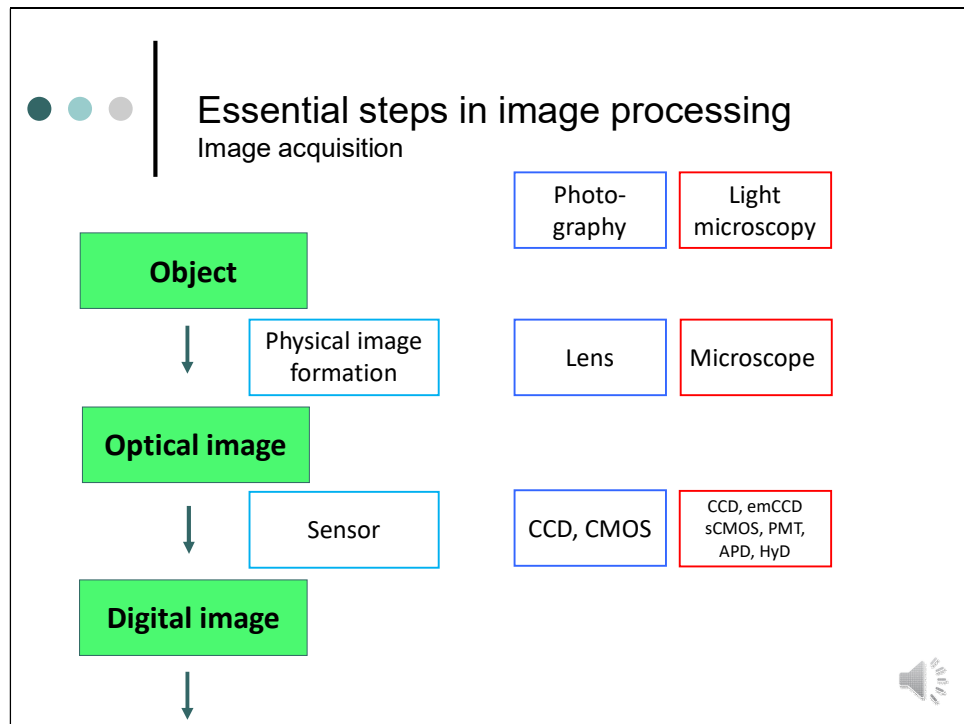 Essential steps in image processing
Image acquisition
Photo-
graphy
Light
microscopy
Object
Physical image
formation
Lens
Microscope
Optical image
Sensor
CCD, CMOS
CCD, emCCD
sCMOS, PMT,
APD, HyD
Digital image